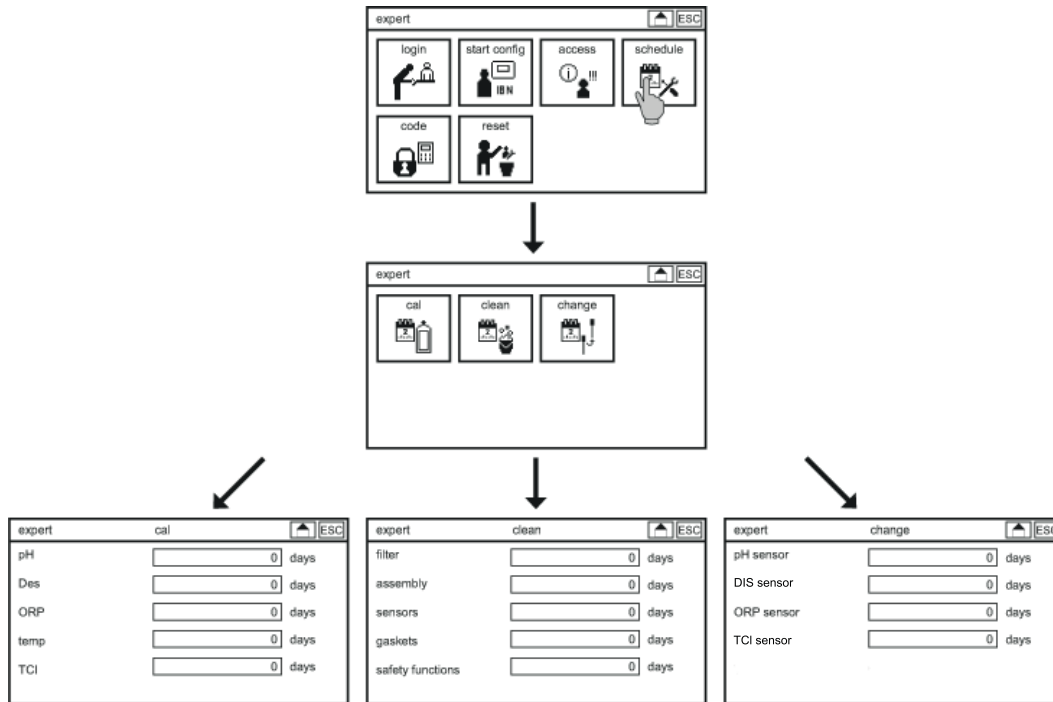 expert ESC
login start config access schedule
IBN
code reset
expert ESC
cal clean change
expert cal ESC
pH 0 days
Des 0 days
ORP 0 days
temp 0 days
TCI 0 days
expert clean ESC
filter 0 days
assembly 0 days
sensors 0 days
gaskets 0 days
safety functions 0 days
expert change ESC
pH sensor 0 days
DIS sensor 0 days
ORP sensor 0 days
TCI sensor 0 days